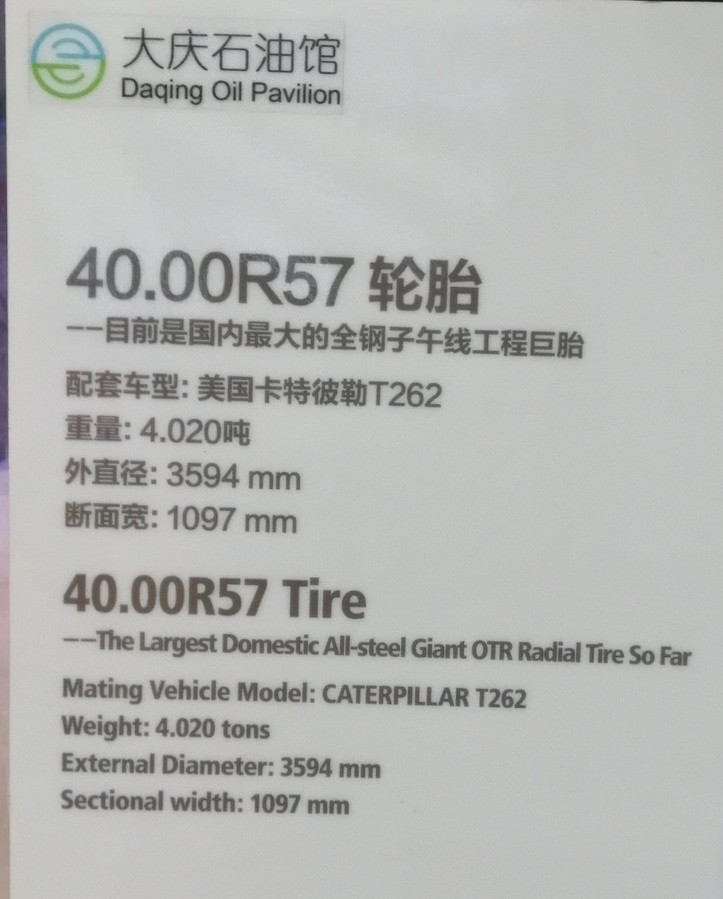 大庆石油馆
Daqing Oil Pavilion
40.00R57 轮胎
——目前是国内最大的全钢子午线工程巨胎
配套车型: 美国卡特彼勒T262
重量: 4.020吨
外直径: 3594 mm
断面宽: 1097 mm
40.00R57 Tire
——The Largest Domestic All-steel Giant OTR Radial Tire So Far
Mating Vehicle Model: CATERPILLAR T262
Weight: 4.020 tons
External Diameter: 3594 mm
Sectional width: 1097 mm